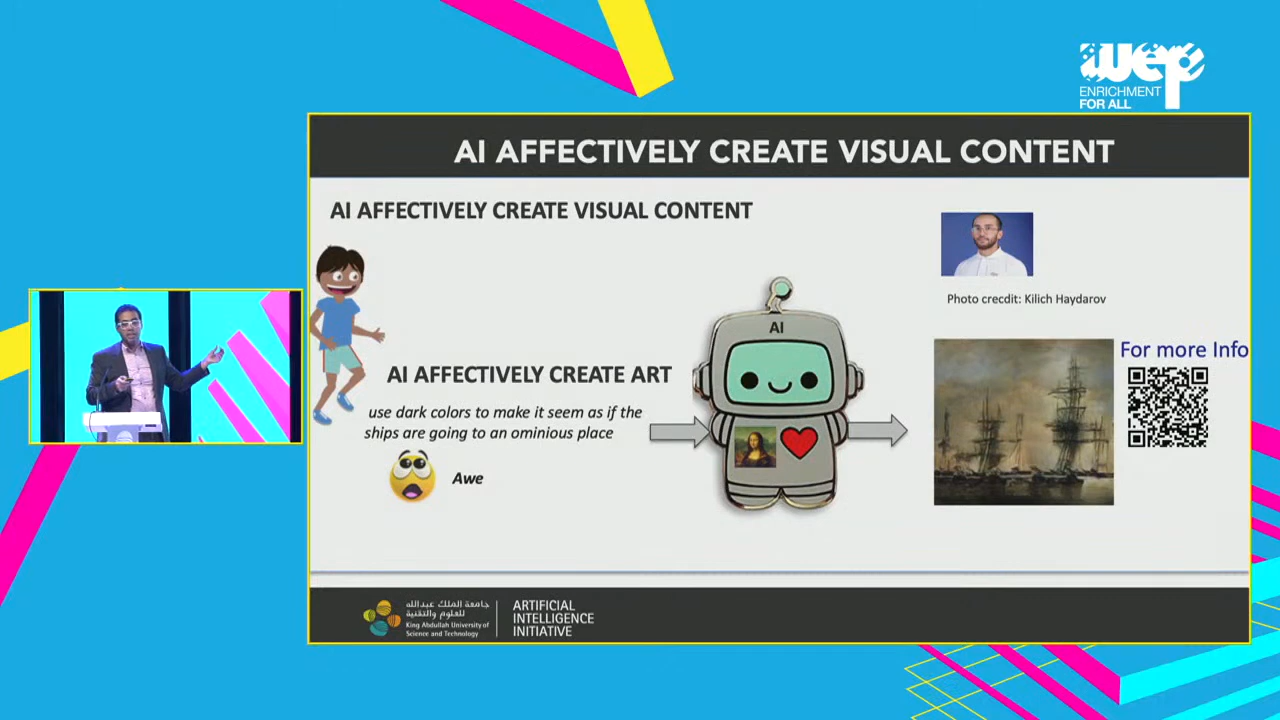 wep
ENRICHMENT
FOR ALL
AI AFFECTIVELY CREATE VISUAL CONTENT
AI AFFECTIVELY CREATE VISUAL CONTENT
Photo crecdit: Kilich Haydarov
AI
For more Info
AI AFFECTIVELY CREATE ART
use dark colors to make it seem as if the
ships are going to an ominious place
Awe
جامعة الملك عبدالله
للعلوم والتقنية
King Abdullah University of
Science and Technology
ARTIFICIAL
INTELLIGENCE
INITIATIVE